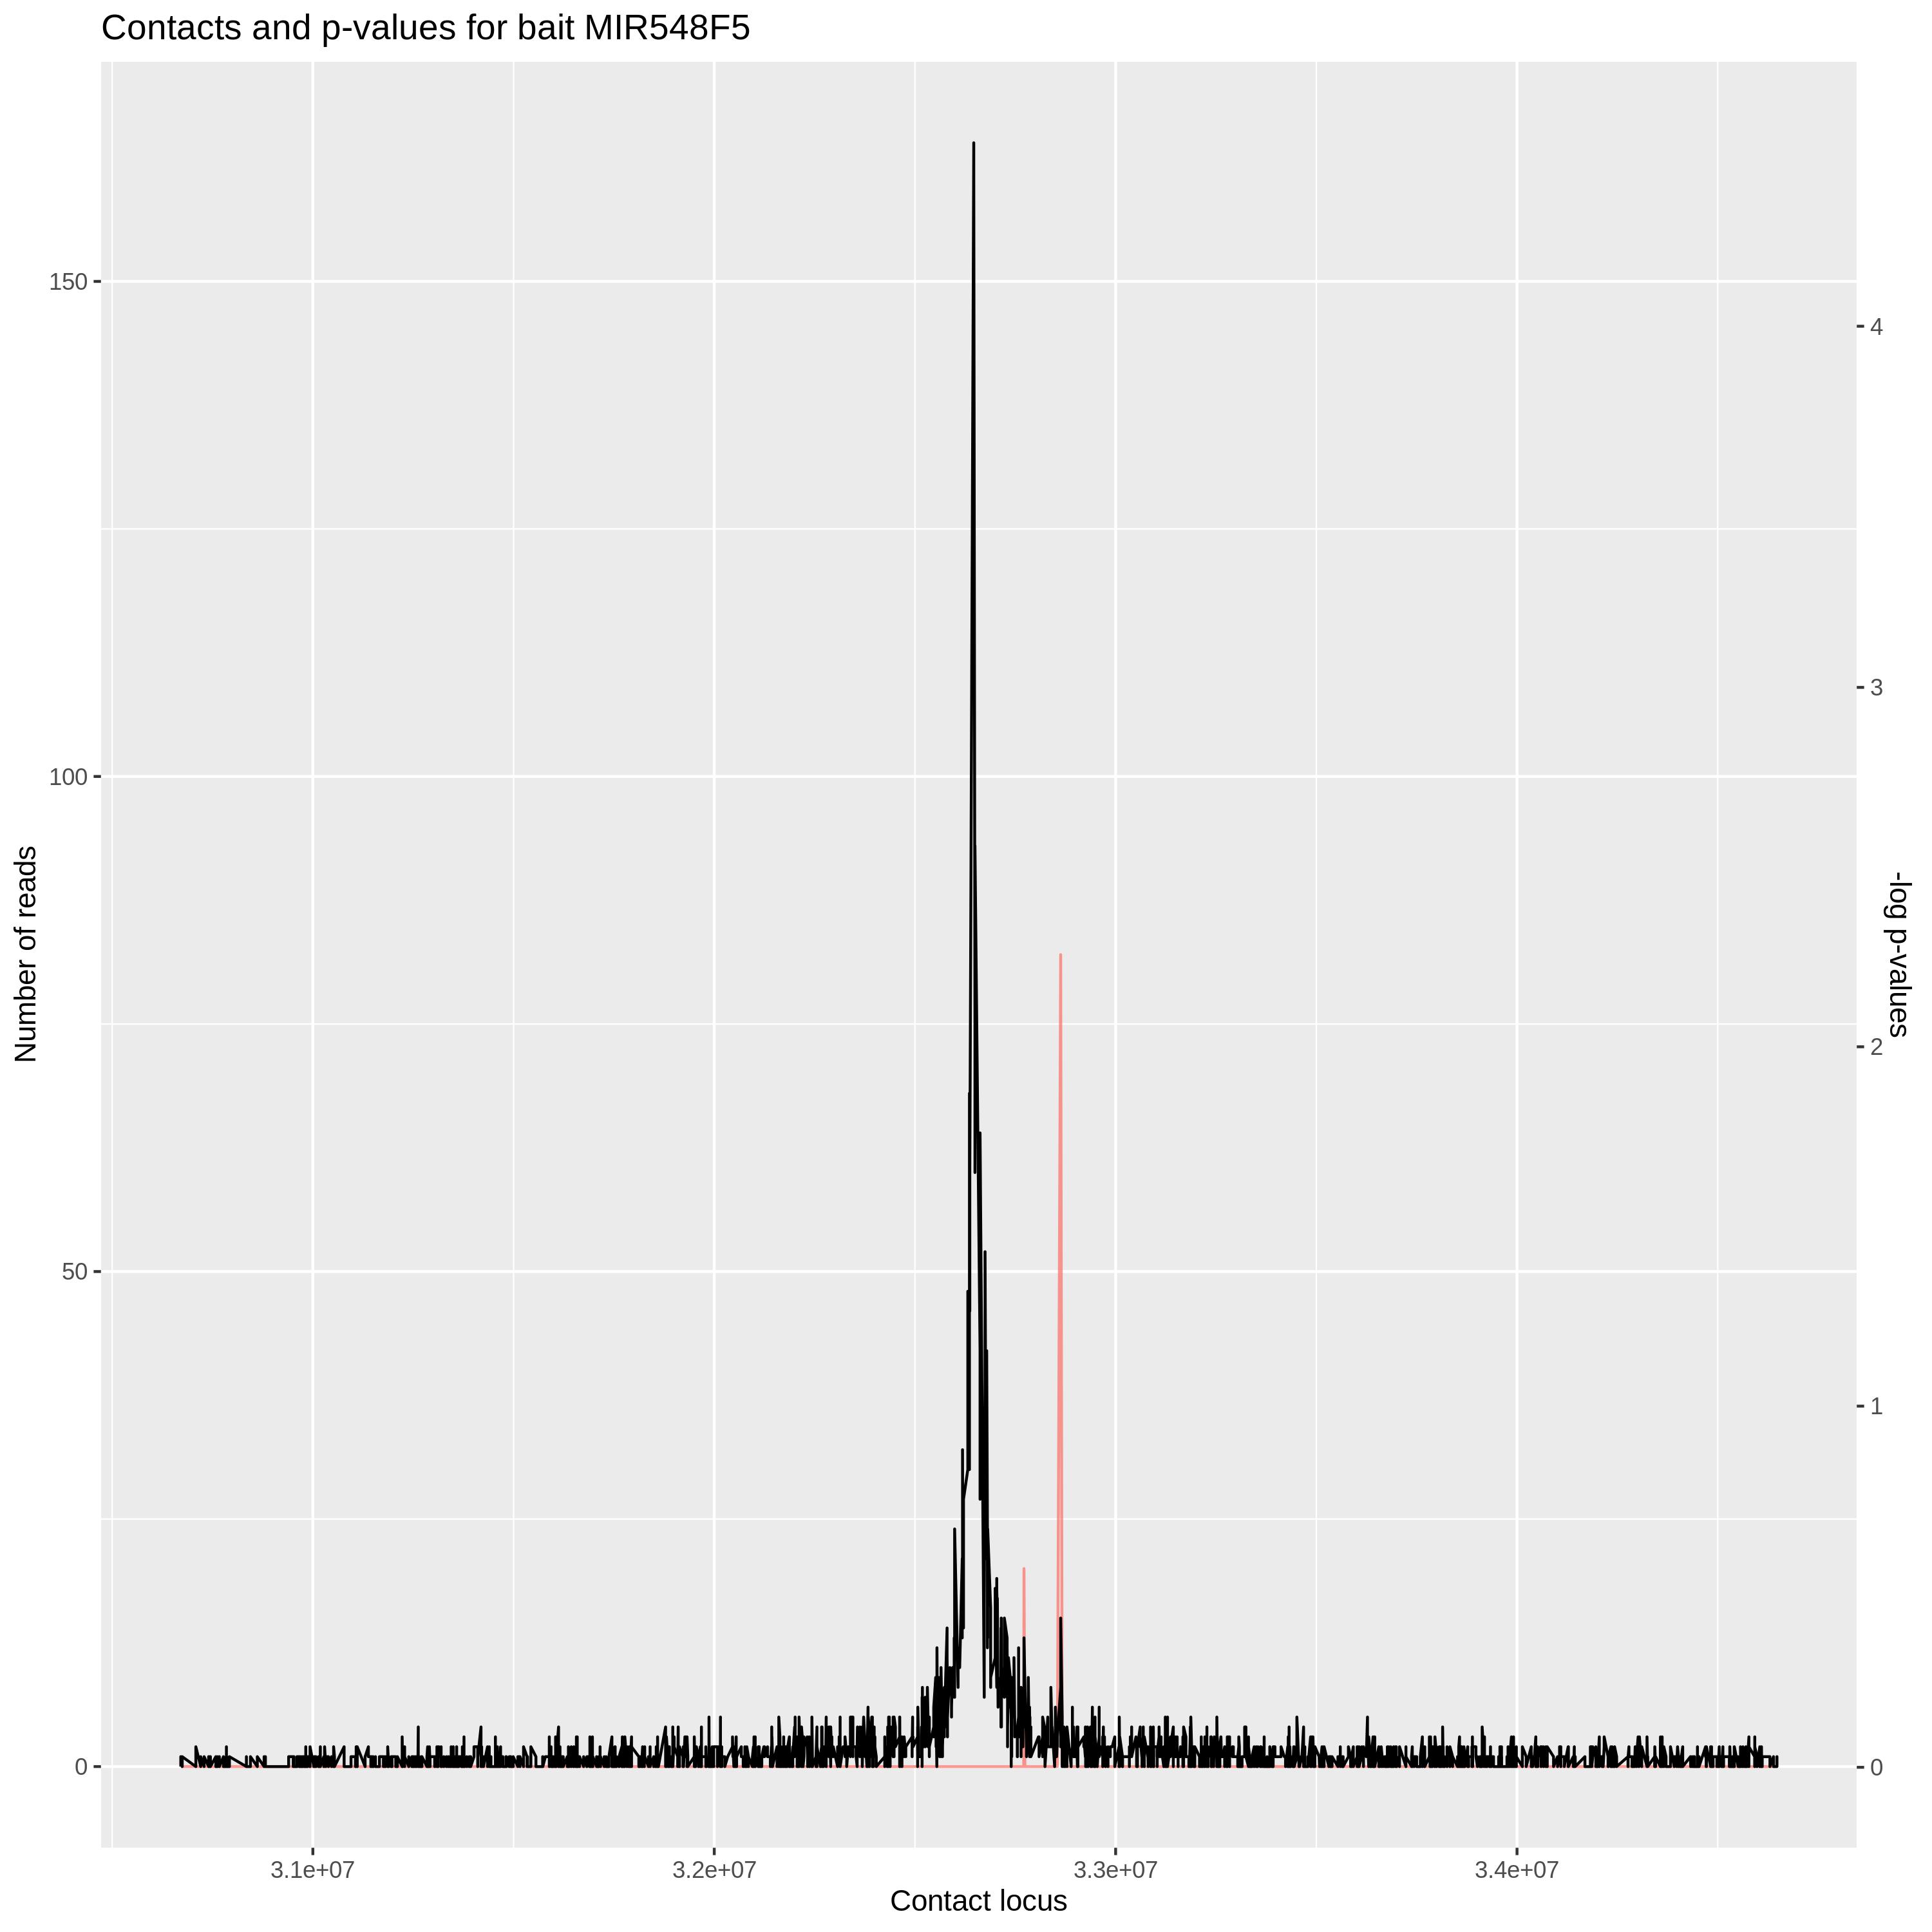 Contacts and p-values for bait MIR548F5
150
100
50
0
4
3
2
1
0
Number of reads
-log p-values
3.1e+07
3.2e+07
3.3e+07
3.4e+07
Contact locus